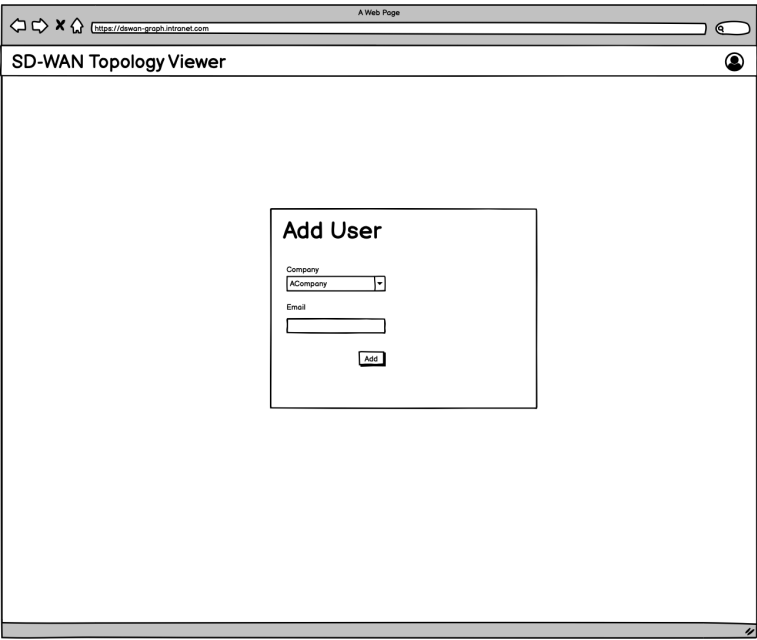 A Web Page
https://dswan-graph.intranet.com
SD-WAN Topology Viewer
Add User
Company
ACompany
Email
Add